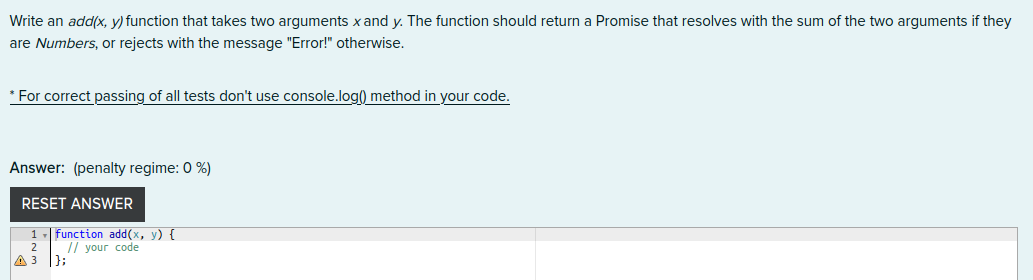 Write an add(x, y) function that takes two arguments x and y. The function should return a Promise that resolves with the sum of the two arguments if they
are Numbers, or rejects with the message "Error!" otherwise.
* For correct passing of all tests don't use console.log() method in your code.
Answer: (penalty regime: 0 %)
RESET ANSWER
1 function add(x, y) {
2 // your code
3 };